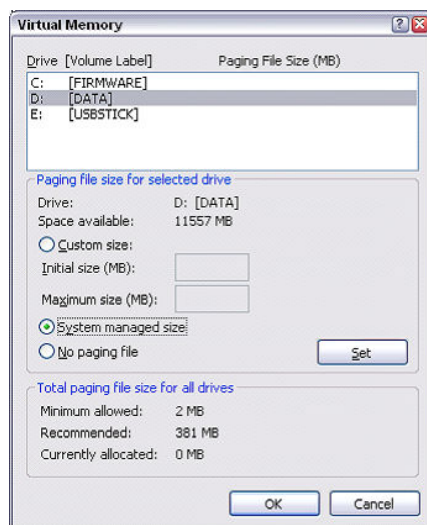 Virtual Memory
Drive [Volume Label] Paging File Size (MB)
C: [FIRMWARE]
D: [DATA]
E: [USBSTICK]
Paging file size for selected drive
Drive: D: [DATA]
Space available: 11557 MB
Custom size:
Initial size (MB):
Maximum size (MB):
System managed size
No paging file
Set
Total paging file size for all drives
Minimum allowed: 2 MB
Recommended: 381 MB
Currently allocated: 0 MB
OK Cancel